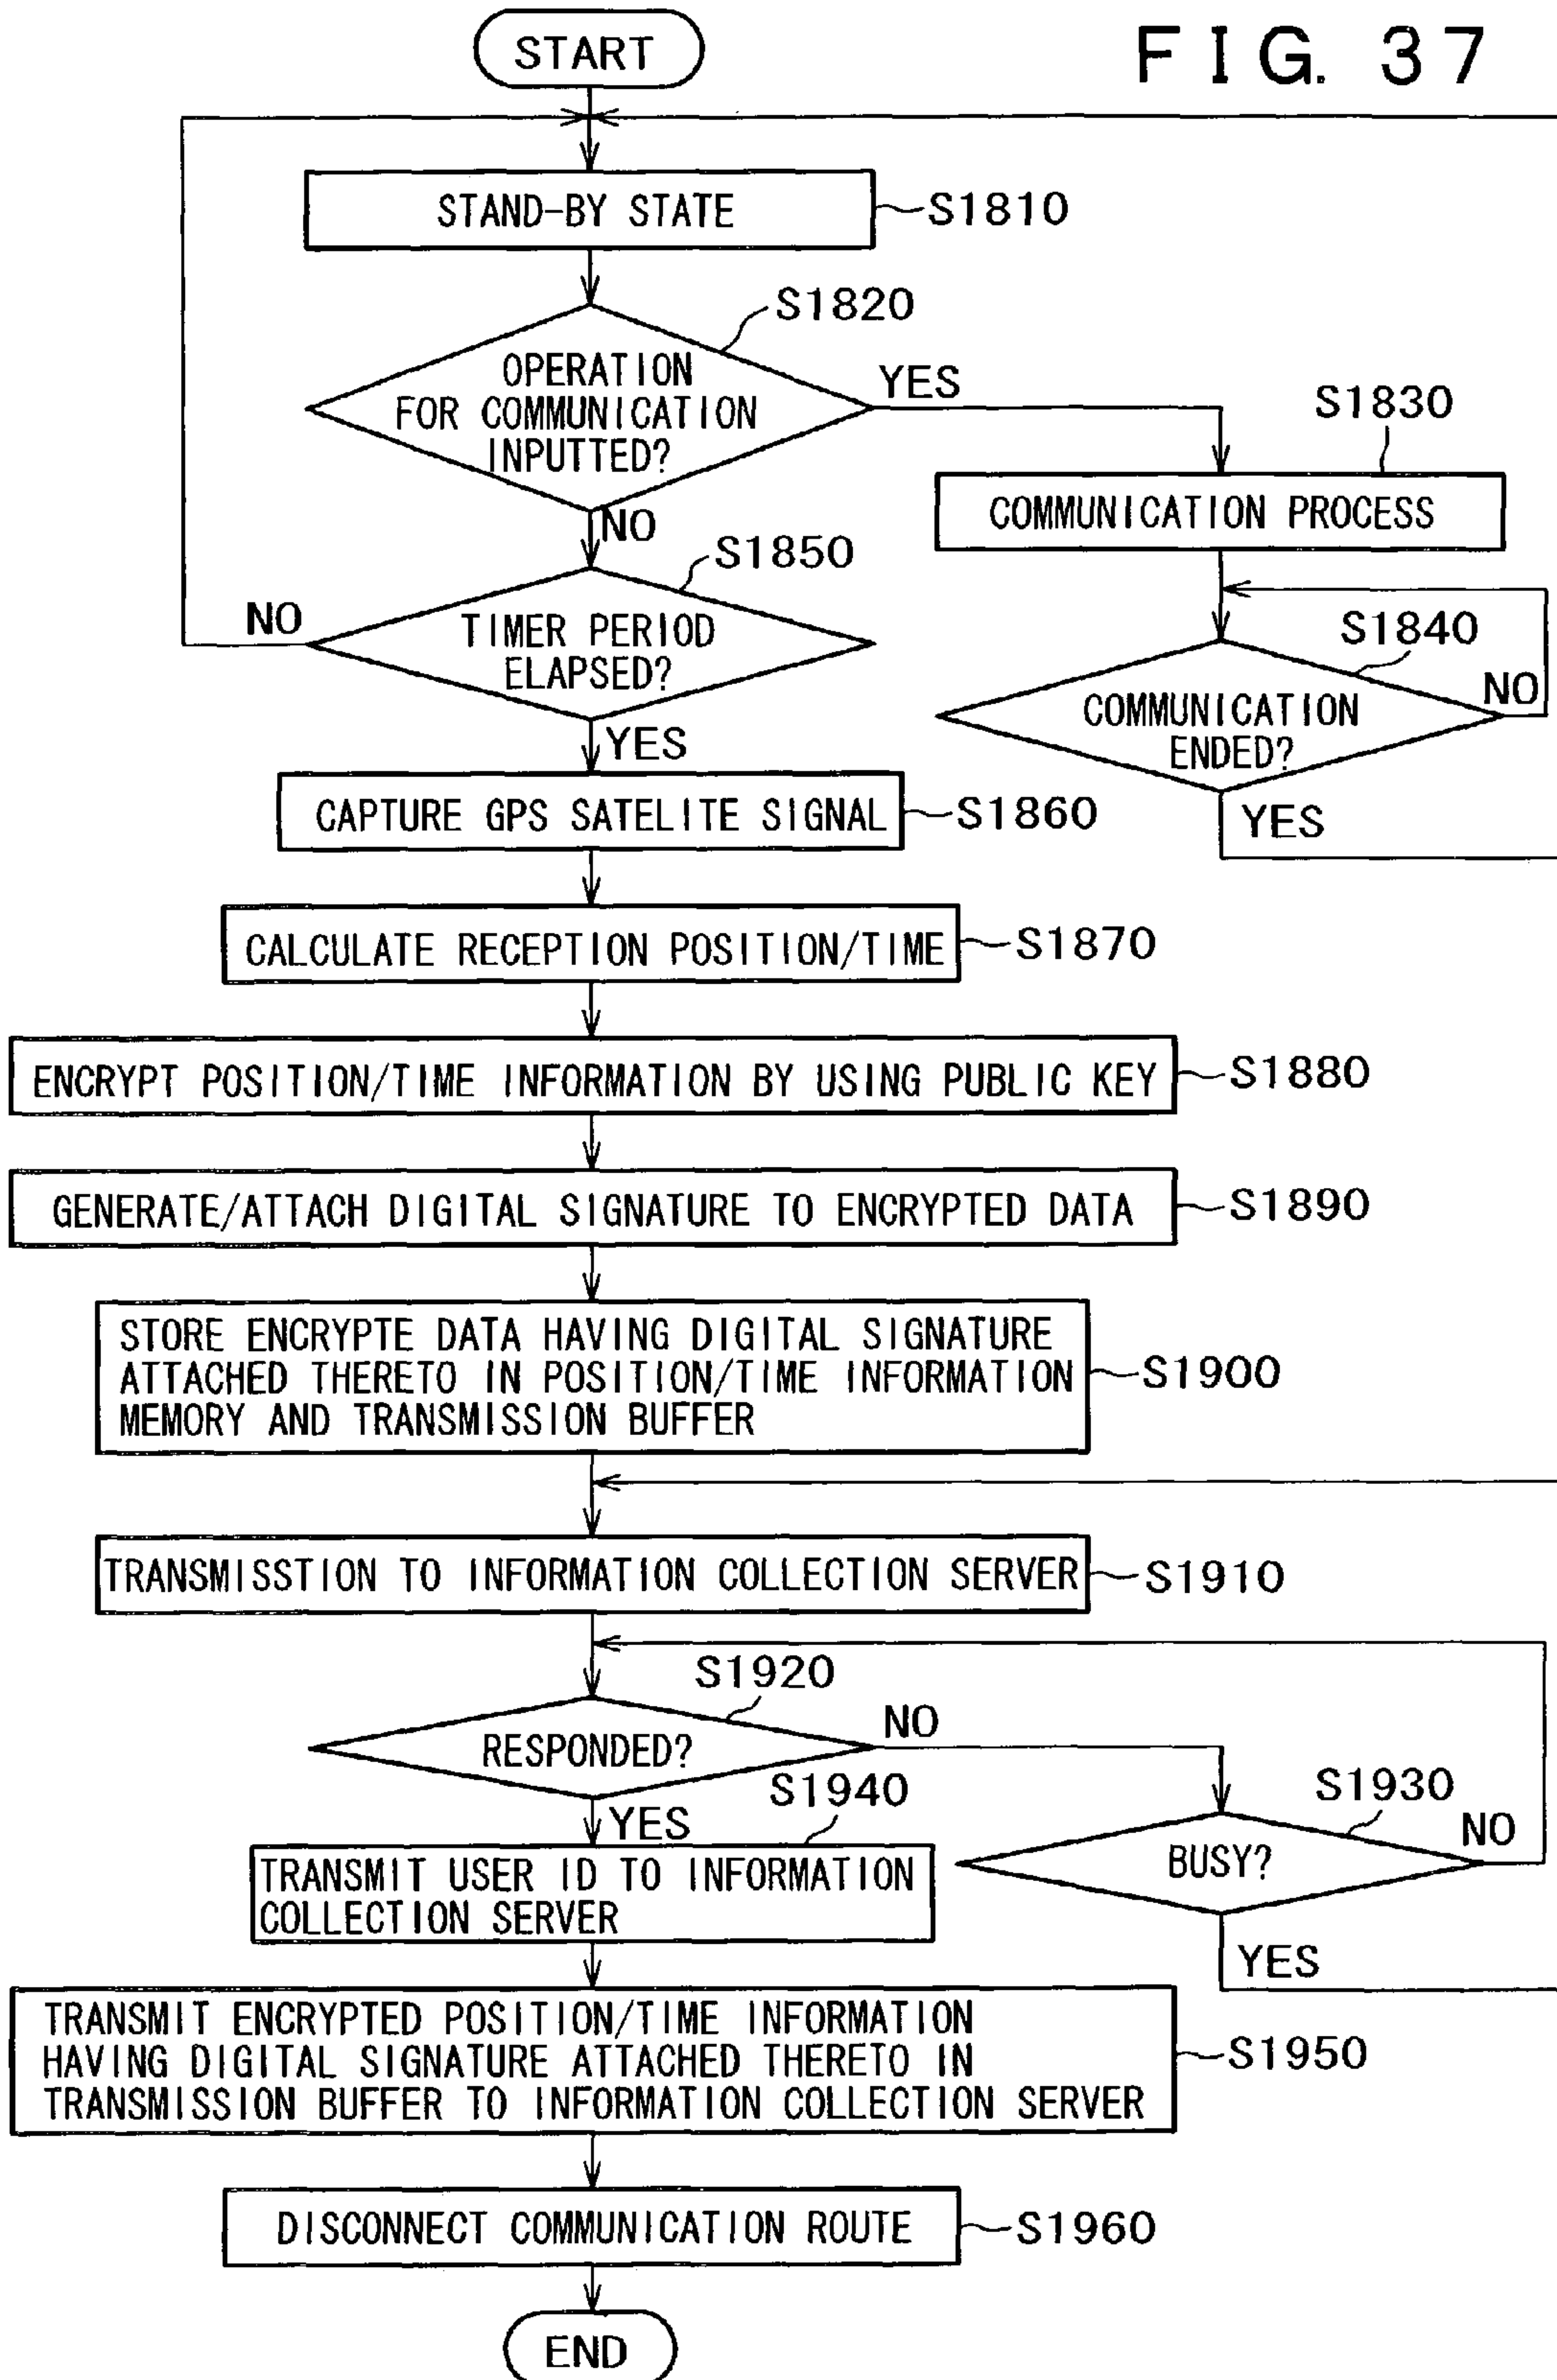 FIG. 37
START
STAND-BY STATE
S1810
S1820
OPERATION
FOR COMMUNICATION
INPUTTED?
YES
NO
S1830
COMMUNICATION PROCESS
S1840
COMMUNICATION
ENDED?
NO
YES
S1850
TIMER PERIOD
ELAPSED?
NO
YES
CAPTURE GPS SATELITE SIGNAL
S1860
CALCULATE RECEPTION POSITION/TIME
S1870
ENCRYPT POSITION/TIME INFORMATION BY USING PUBLIC KEY
S1880
GENERATE/ATTACH DIGITAL SIGNATURE TO ENCRYPTED DATA
S1890
STORE ENCRYPTE DATA HAVING DIGITAL SIGNATURE
ATTACHED THERETO IN POSITION/TIME INFORMATION
MEMORY AND TRANSMISSION BUFFER
S1900
TRANSMISSTION TO INFORMATION COLLECTION SERVER
S1910
S1920
RESPONDED?
NO
YES
S1930
BUSY?
NO
YES
S1940
TRANSMIT USER ID TO INFORMATION
COLLECTION SERVER
TRANSMIT ENCRYPTED POSITION/TIME INFORMATION
HAVING DIGITAL SIGNATURE ATTACHED THERETO IN
TRANSMISSION BUFFER TO INFORMATION COLLECTION SERVER
S1950
DISCONNECT COMMUNICATION ROUTE
S1960
END